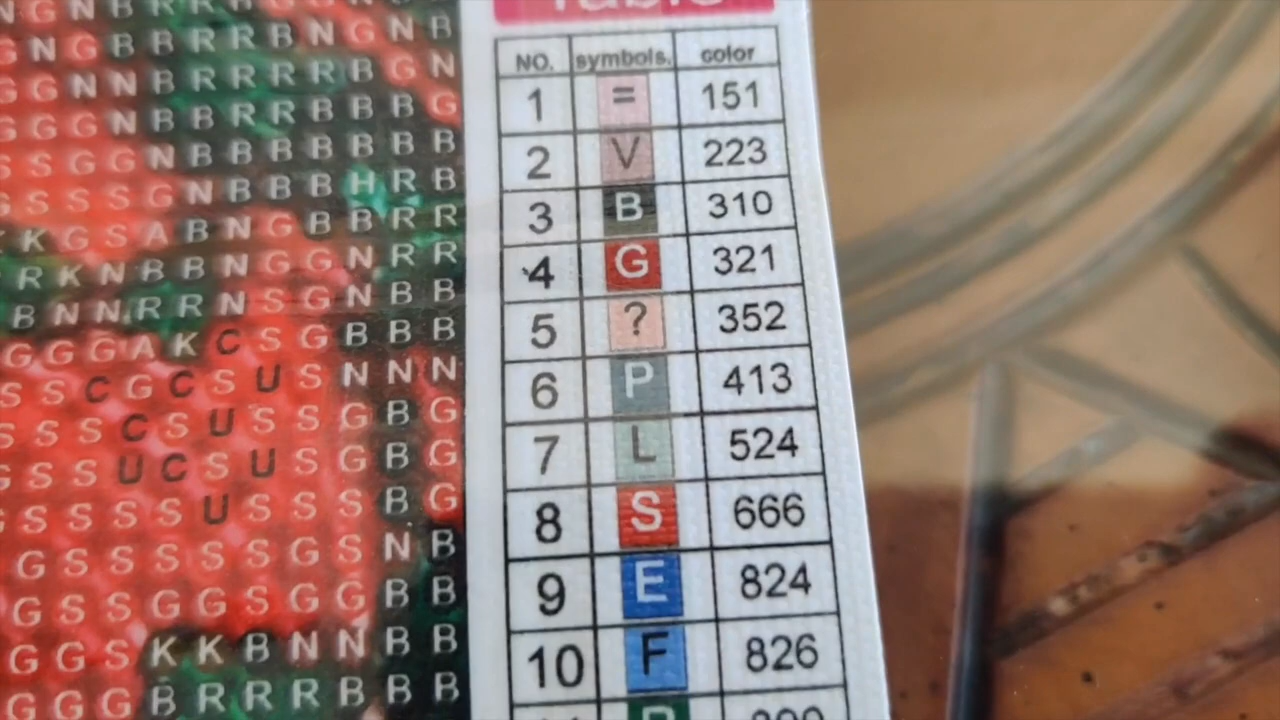 Table
NO. symbols. color
1 = 151
2 V 223
3 B 310
4 G 321
5 ? 352
6 P 413
7 L 524
8 S 666
9 E 824
10 F 826
G N G B B R R B N G N B
G G N N B R R R R B G N
G G G N B B R R B B B G
S S G G N B B B B B B B
S S S S G N B B B H R B
K K G S A B N G B B R R
R K N B B N G G N R R
B N N R R N S G N B B
G G G A K C S G B B B
S S C G C S U S N N N
S S S C S U S S G B G
S S S U C S U S G B G
S S S S S U S S S B G
G S S S S S G S N B
G S S G G S G G B B
G G S K K B N N B B
G G G B R R R B B B